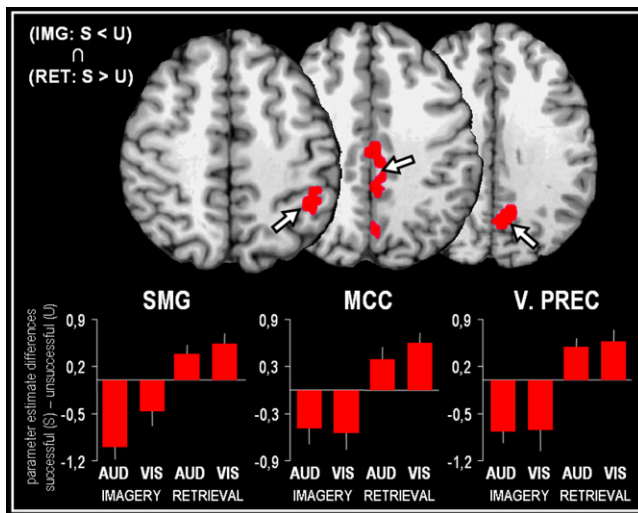 (IMG: S < U)
∩
(RET: S > U)
SMG
MCC
V. PREC
parameter estimate differences
successful (S) – unsuccessful (U)
0,9
0,2
-0,5
-1,2
AUD VIS AUD VIS
IMAGERY RETRIEVAL
0,9
0,3
-0,3
-0,9
AUD VIS AUD VIS
IMAGERY RETRIEVAL
0,9
0,2
-0,5
-1,2
AUD VIS AUD VIS
IMAGERY RETRIEVAL